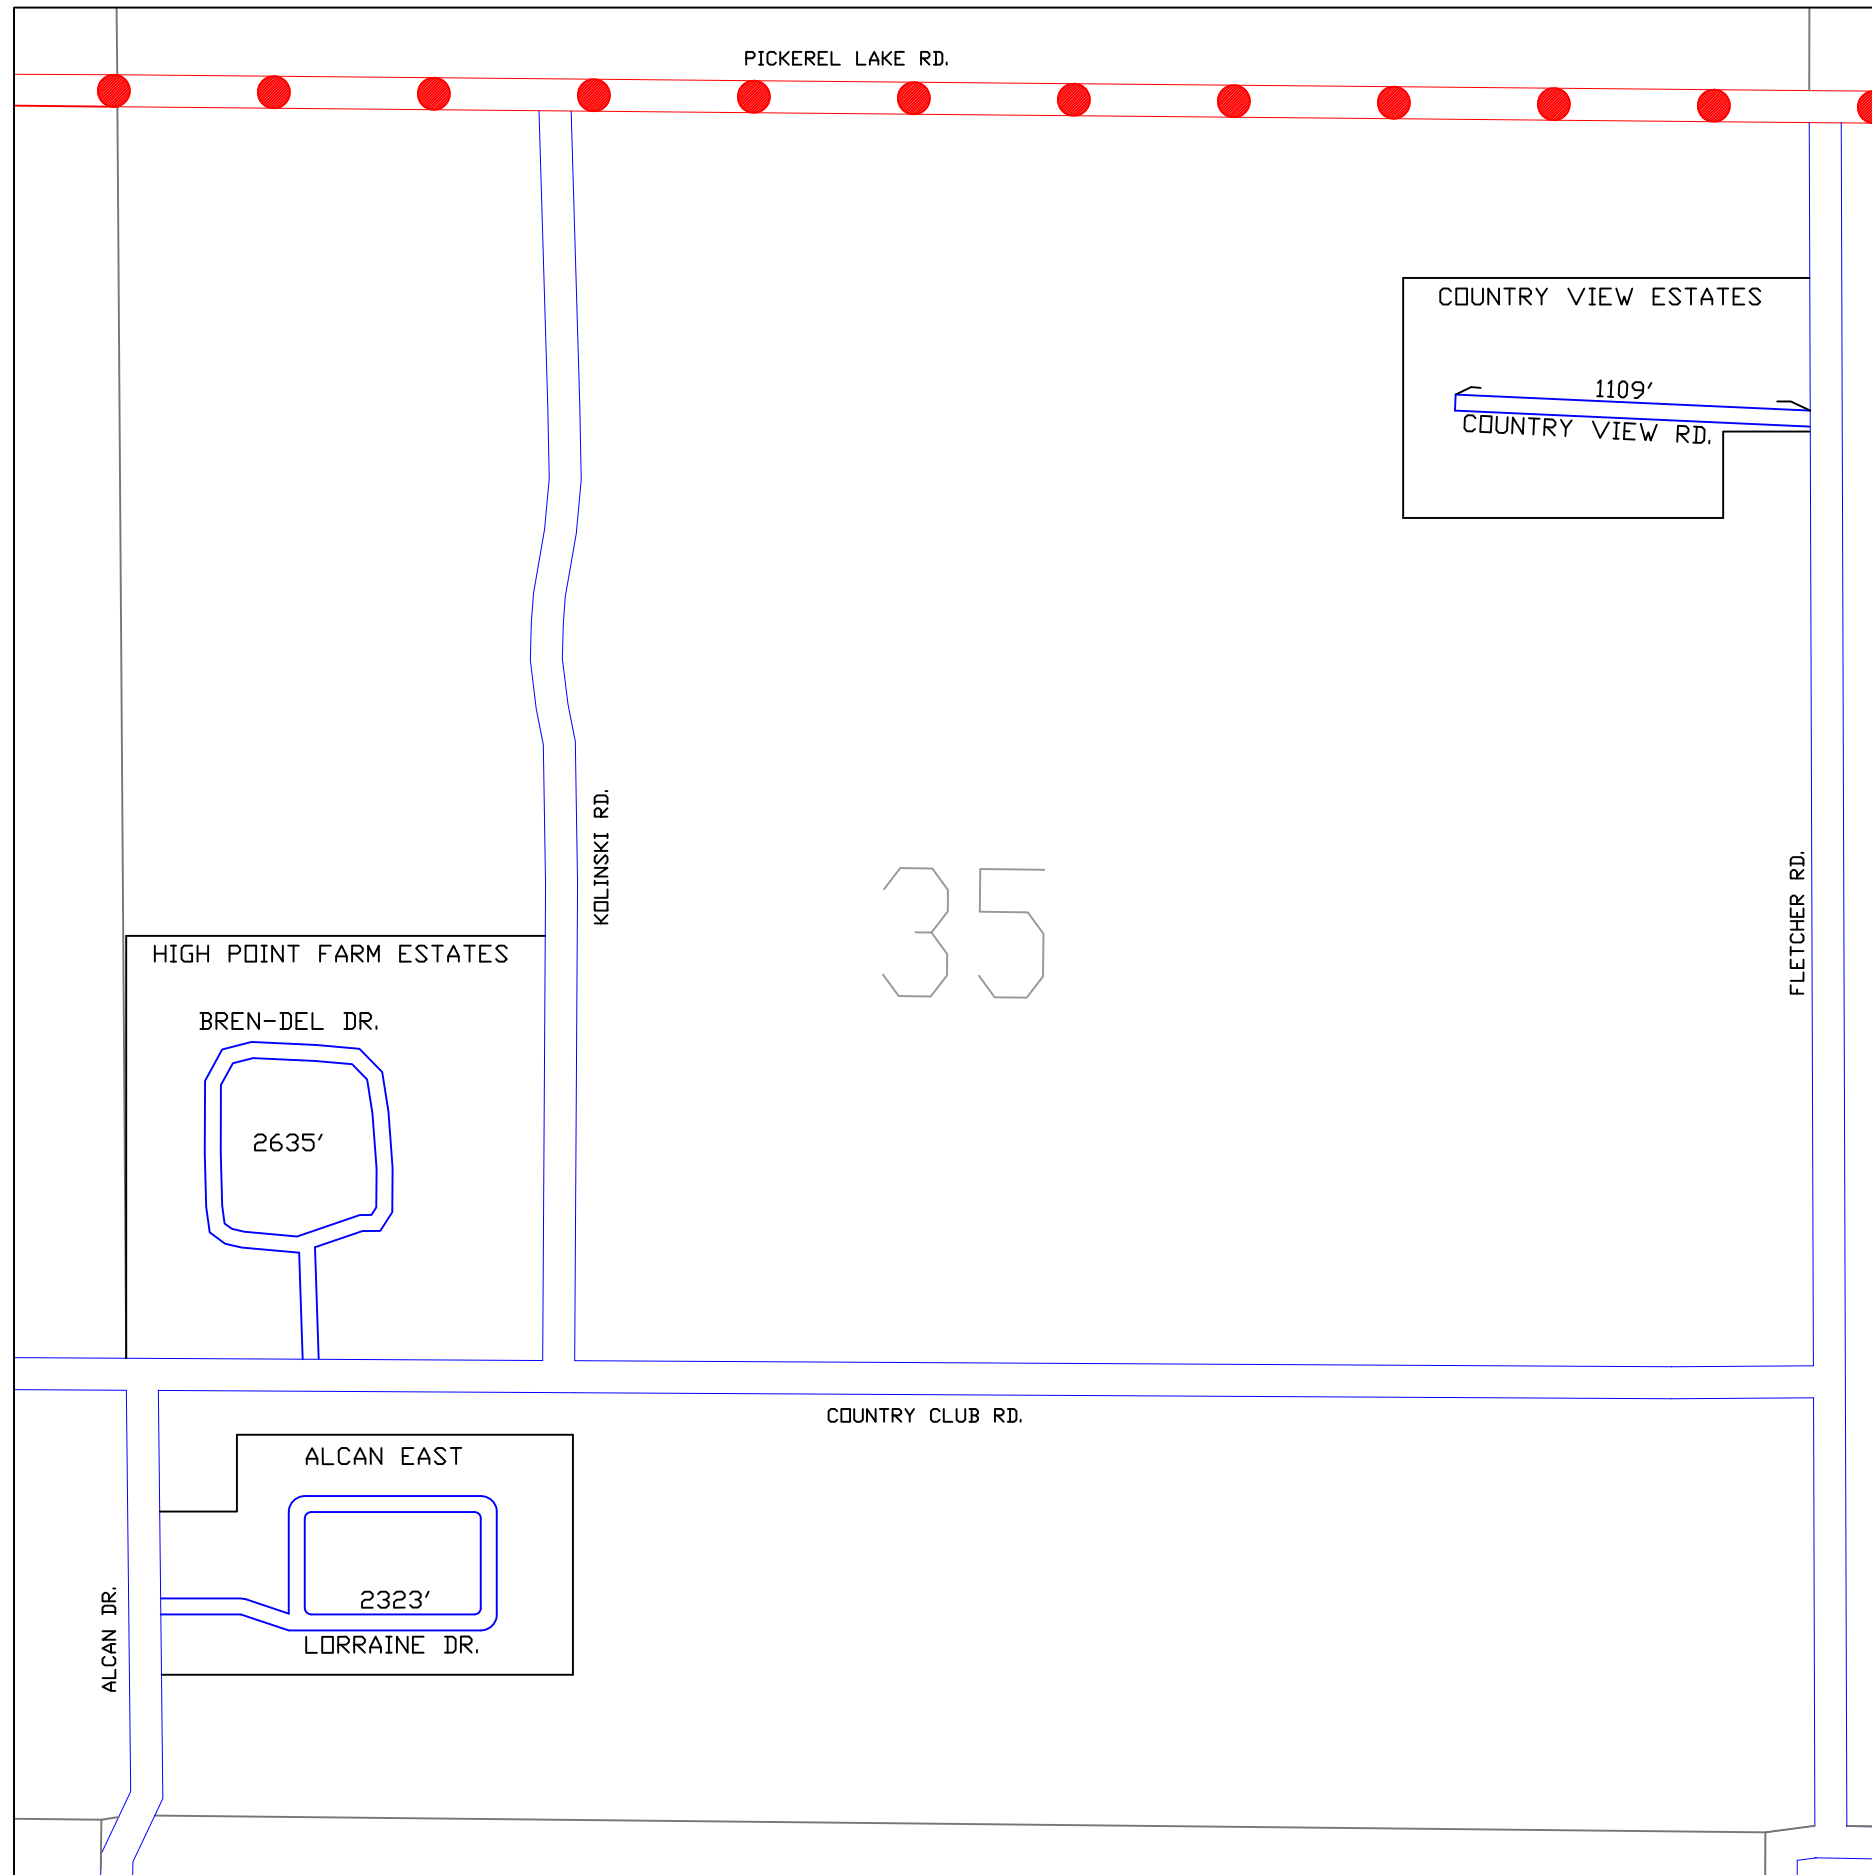 PICKEREL LAKE RD.
COUNTRY VIEW ESTATES
1109'
COUNTRY VIEW RD.
KOLINSKI RD.
35
FLETCHER RD.
HIGH POINT FARM ESTATES
BREN-DEL DR.
2635'
COUNTRY CLUB RD.
ALCAN EAST
2323'
LORRAINE DR.
ALCAN DR.